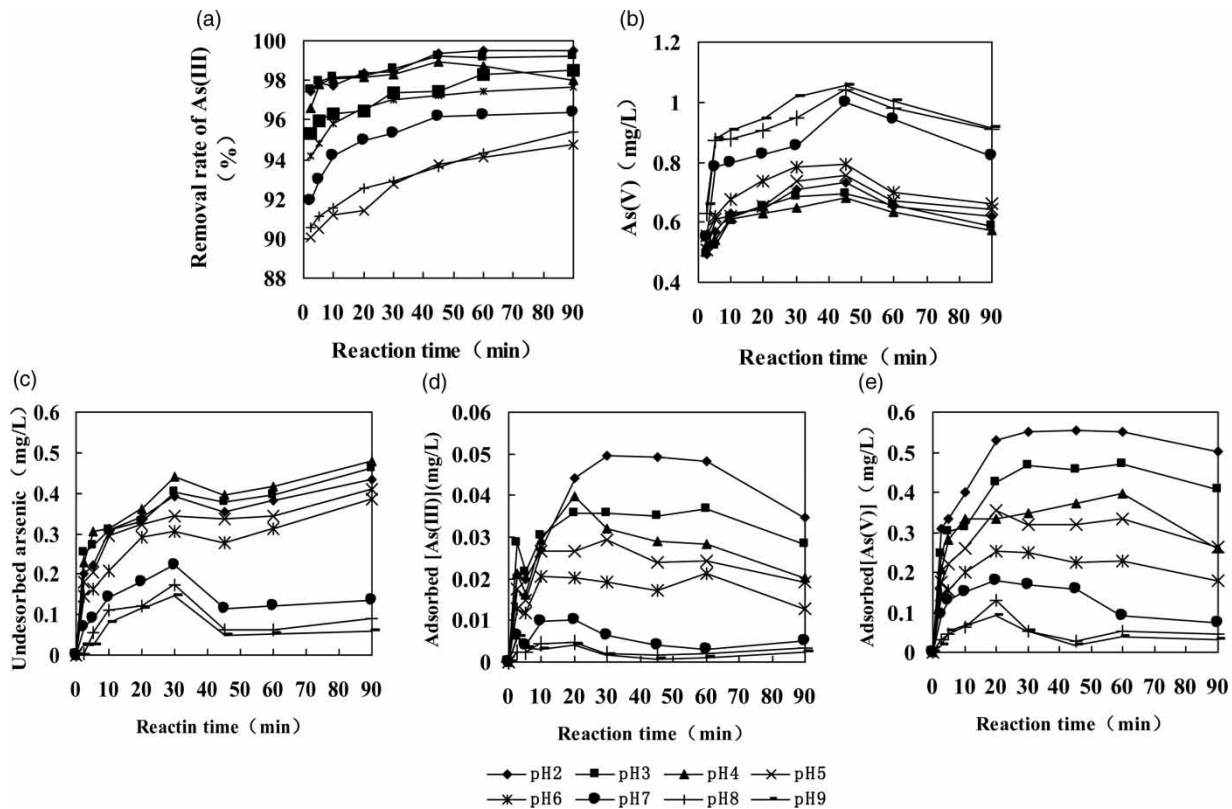 (a)
Removal rate of As(III)
(%)
100
98
96
94
92
90
88
0 10 20 30 40 50 60 70 80 90
Reaction time (min)
(b)
As(V) (mg/L)
1.2
1
0.8
0.6
0.4
0 10 20 30 40 50 60 70 80 90
Reaction time (min)
(c)
Undesorbed arsenic (mg/L)
0.6
0.5
0.4
0.3
0.2
0.1
0
0 10 20 30 40 50 60 70 80 90
Reactin time (min)
(d)
Adsorbed [As(III)](mg/L)
0.06
0.05
0.04
0.03
0.02
0.01
0
0 10 20 30 40 50 60 70 80 90
Reaction time (min)
(e)
Adsorbed[As(V)] (mg/L)
0.6
0.5
0.4
0.3
0.2
0.1
0
0 10 20 30 40 50 60 70 80 90
Reaction time (min)
pH2 pH3 pH4 pH5
pH6 pH7 pH8 pH9